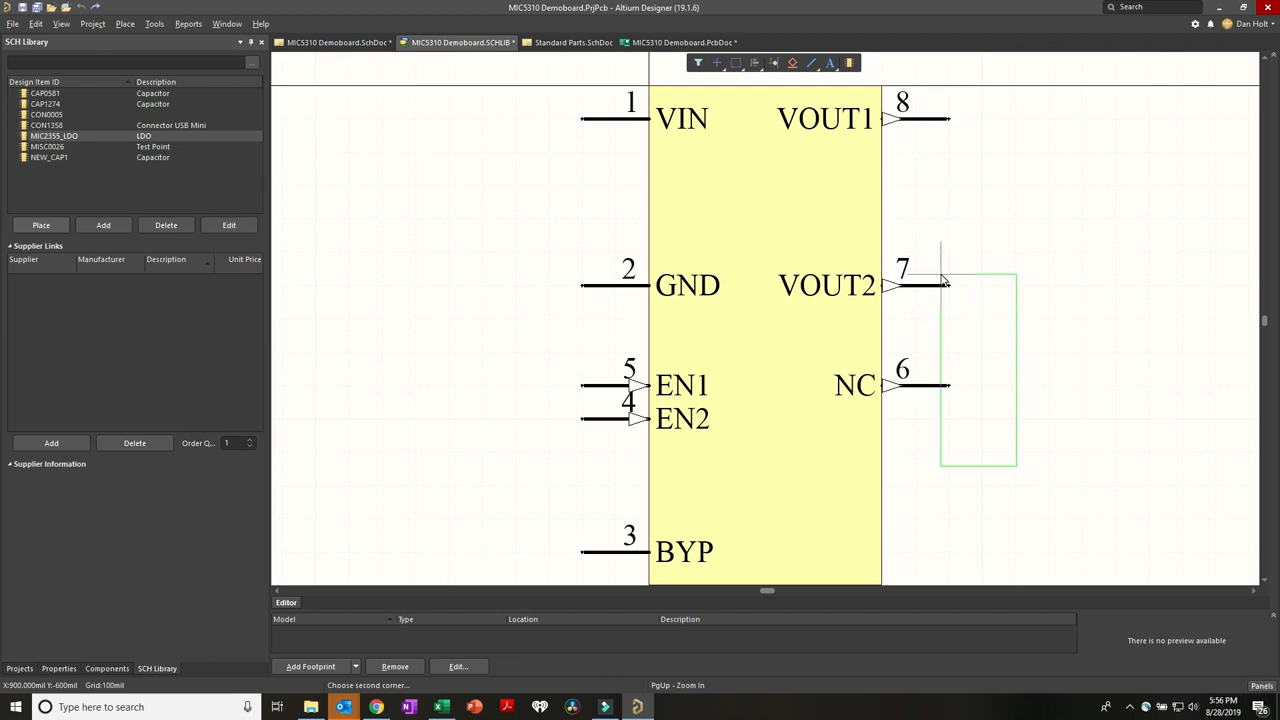 MIC5310 Demoboard.PrjPcb - Altium Designer (19.1.6)
Search
File Edit View Project Place Tools Reports Window Help
Dan Holt
SCH Library
MIC5310 Demoboard.SchDoc *
MIC5310 Demoboard.SCHLIB *
Standard Parts.SchDoc
MIC5310 Demoboard.PcbDoc *
...
Design Item ID Description
CAP0581 Capacitor
CAP1274 Capacitor
CON0005
CON1358 Connector USB Mini
MIC2355_LDO LDO
MISC0026 Test Point
NEW_CAP1 Capacitor
Place Add Delete Edit
Supplier Links
Supplier Manufacturer Description Unit Price
Add Delete Order Q... 1
Supplier Information
1 VIN VOUT1 8
2 GND VOUT2 7
5 EN1 NC 6
4 EN2
3 BYP
Editor
Model Type Location Description
There is no preview available
Add Footprint Remove Edit...
Projects Properties Components SCH Library
X:900.000mil Y:-600mil Grid:100mil
Choose second corner...
PgUp - Zoom In
Panels
Type here to search
5:56 PM
8/28/2019
26